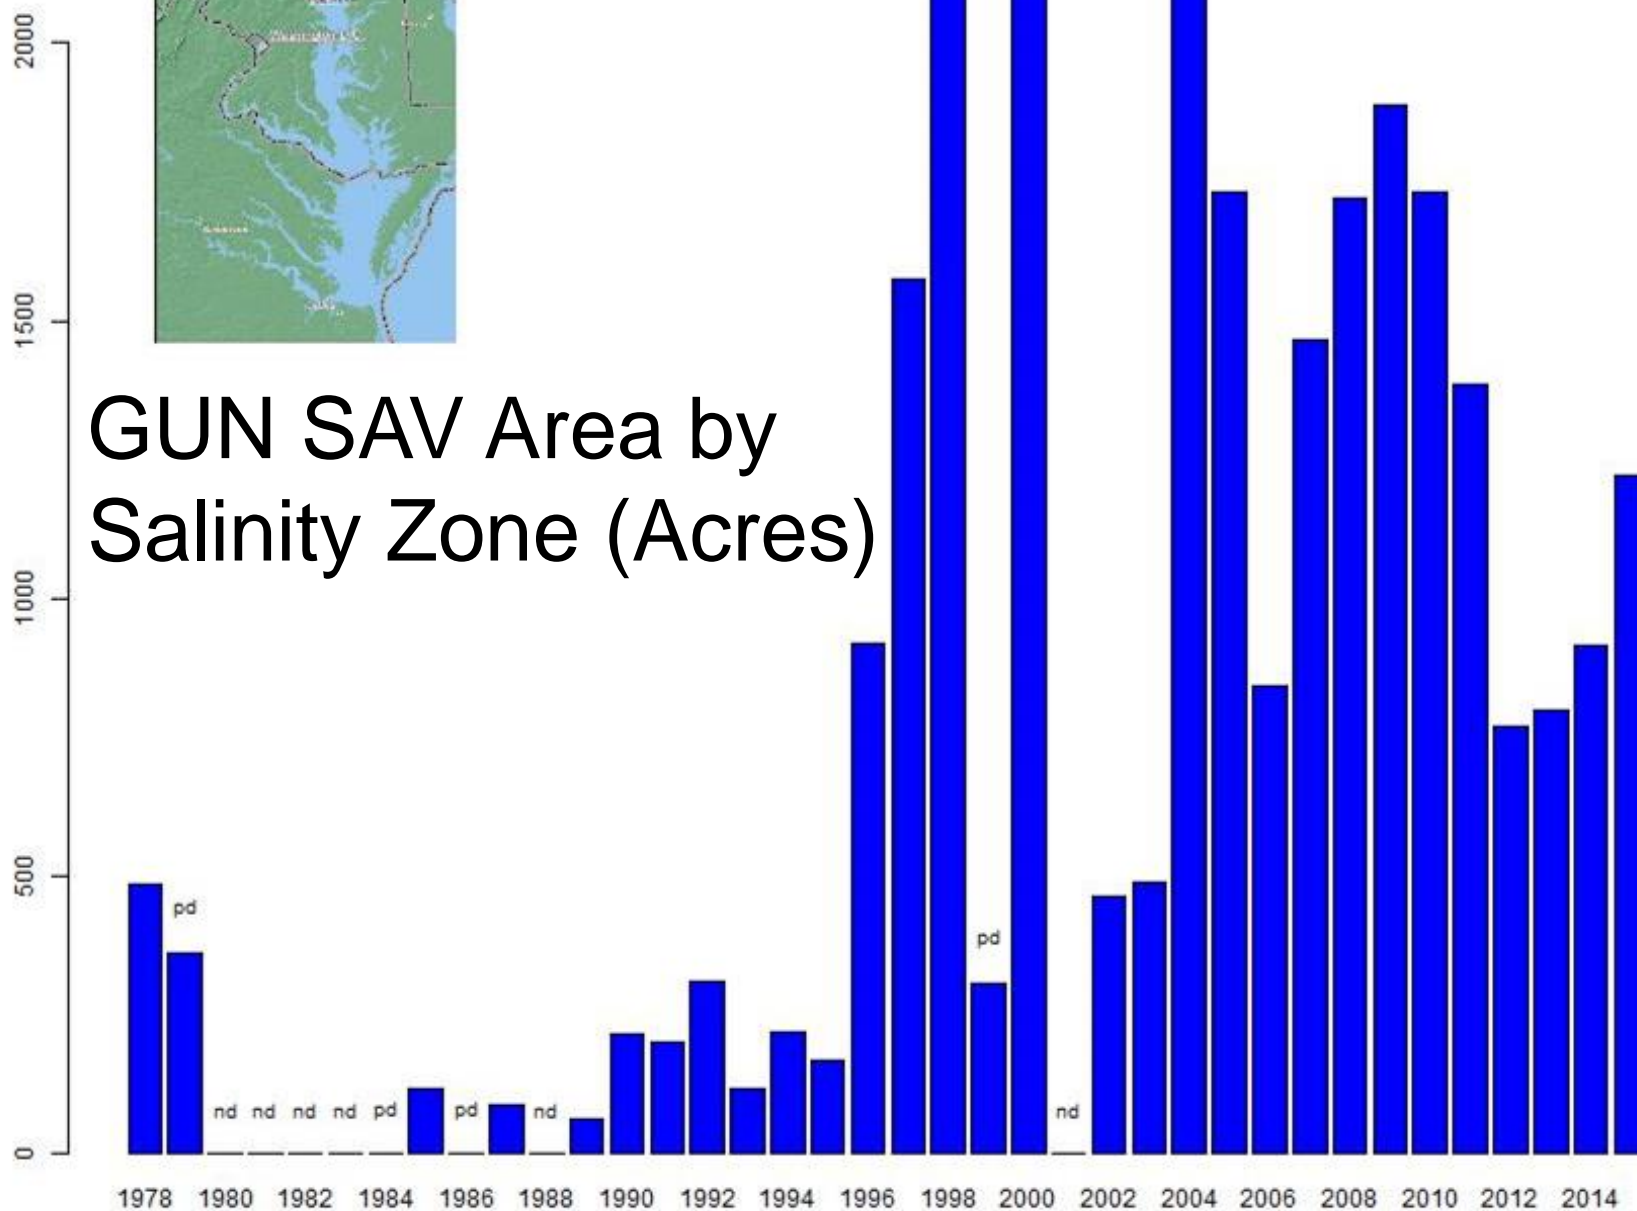 2000
1500
GUN SAV Area by
Salinity Zone (Acres)
1000
500
pd
pd
nd nd nd nd pd pd nd nd
0
1978 1980 1982 1984 1986 1988 1990 1992 1994 1996 1998 2000 2002 2004 2006 2008 2010 2012 2014